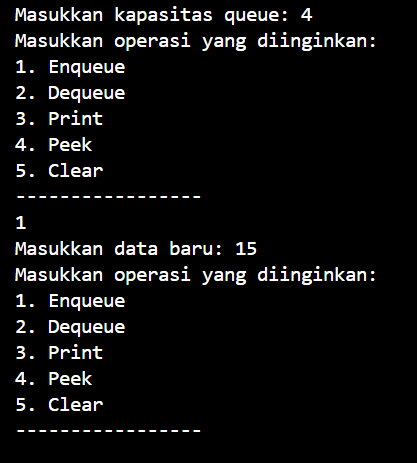 Masukkan kapasitas queue: 4
Masukkan operasi yang diinginkan:
1. Enqueue
2. Dequeue
3. Print
4. Peek
5. Clear
-----------------
1
Masukkan data baru: 15
Masukkan operasi yang diinginkan:
1. Enqueue
2. Dequeue
3. Print
4. Peek
5. Clear
-----------------